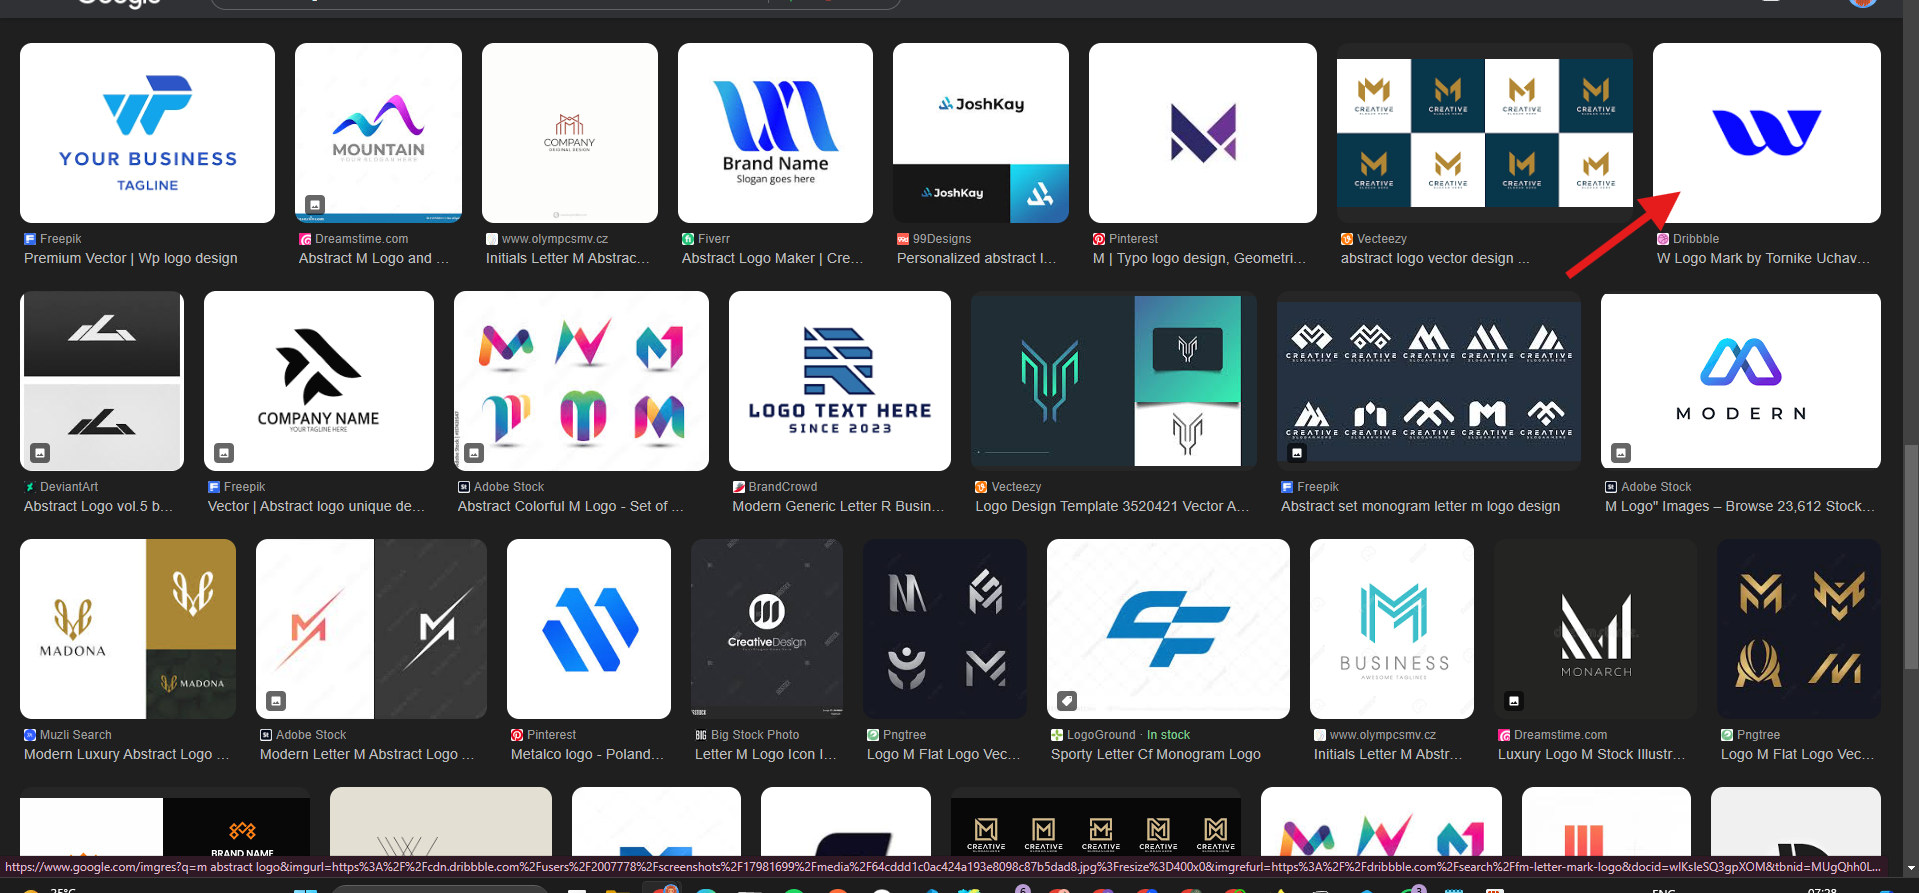 Google
WP
YOUR BUSINESS
TAGLINE
Freepik
Premium Vector | Wp logo design
MOUNTAIN
YOUR SLOGAN HERE
Dreamstime.com
Abstract M Logo and ...
COMPANY
ORIGINAL DESIGN
www.olympcsmv.cz
Initials Letter M Abstrac...
Brand Name
Slogan goes here
Fiverr
Abstract Logo Maker | Cre...
JoshKay
JoshKay
99Designs
Personalized abstract l...
Pinterest
M | Typo logo design, Geometri...
CREATIVE
CREATIVE
CREATIVE
CREATIVE
CREATIVE
CREATIVE
CREATIVE
CREATIVE
Vecteezy
abstract logo vector design ...
Dribbble
W Logo Mark by Tornike Uchav...
DeviantArt
Abstract Logo vol.5 b...
COMPANY NAME
YOUR TAGLINE HERE
Freepik
Vector | Abstract logo unique de...
Adobe Stock
Abstract Colorful M Logo - Set of ...
LOGO TEXT HERE
SINCE 2023
BrandCrowd
Modern Generic Letter R Busin...
Vecteezy
Logo Design Template 3520421 Vector A...
CREATIVE CREATIVE CREATIVE CREATIVE CREATIVE
CREATIVE CREATIVE CREATIVE CREATIVE CREATIVE
Freepik
Abstract set monogram letter m logo design
MODERN
Adobe Stock
M Logo" Images – Browse 23,612 Stock...
MADONA
MADONA
Muzli Search
Modern Luxury Abstract Logo ...
Adobe Stock
Modern Letter M Abstract Logo ...
Pinterest
Metalco logo - Poland...
CreativeDesign
Big Stock Photo
Letter M Logo Icon I...
Pngtree
Logo M Flat Logo Vec...
CF
LogoGround · In stock
Sporty Letter Cf Monogram Logo
BUSINESS
AWESOME TAGLINES
www.olympcsmv.cz
Initials Letter M Abstr...
MONARCH
Dreamstime.com
Luxury Logo M Stock Illustr...
Pngtree
Logo M Flat Logo Vec...
BRAND NAME
CREATIVE CREATIVE CREATIVE CREATIVE CREATIVE
https://www.google.com/imgres?q=m abstract logo&imgurl=https%3A%2F%2Fcdn.dribbble.com%2Fusers%2F2007778%2Fscreenshots%2F17981699%2Fmedia%2F64cddd1c0ac424a193e8098c87b5dad8.jpg%3Fresize%3D400x0&imgrefurl=https%3A%2F%2Fdribbble.com%2Fsearch%2Ffm-letter-mark-logo&docid=wIKsleSQ3gpXOM&tbnid=MUgQhh0L...
25°C
ENG
07:28